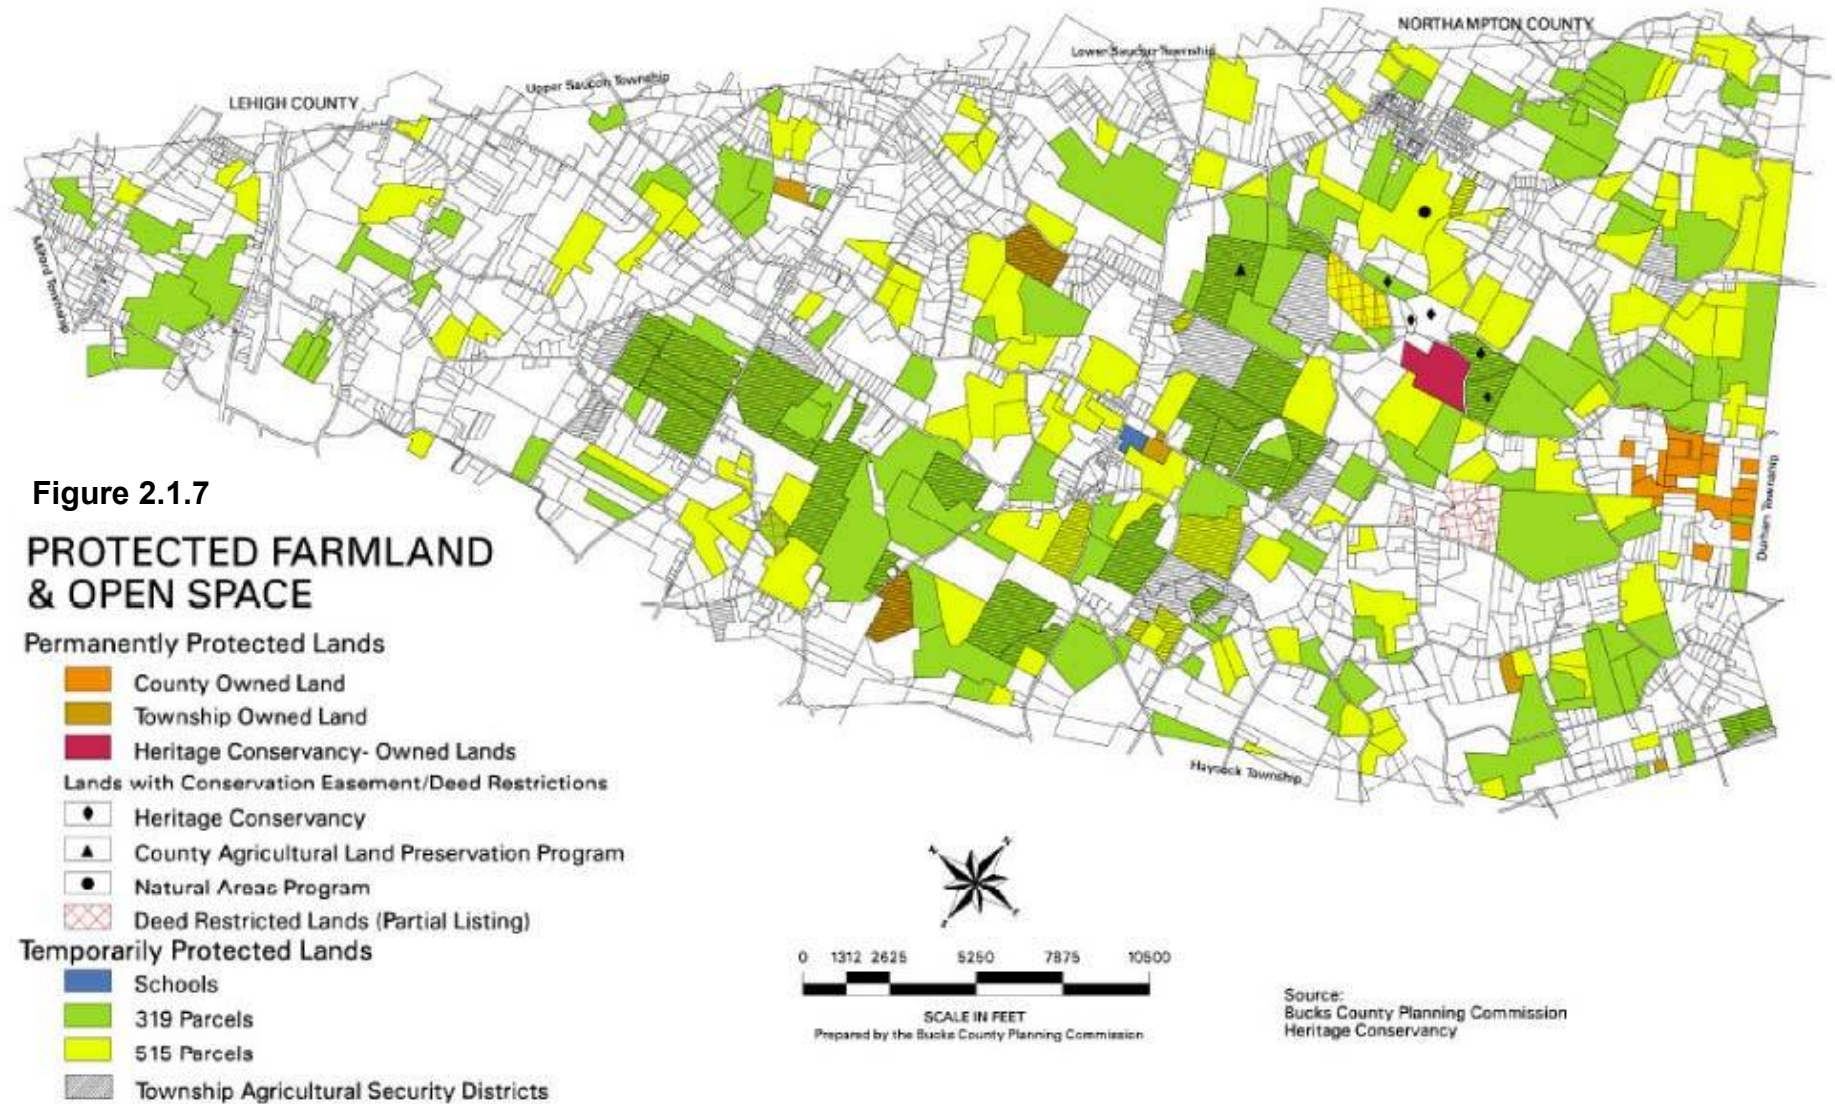 NORTHAMPTON COUNTY
Lower Saucon Township
Upper Saucon Township
LEHIGH COUNTY
Milford Township
Durham Township
Haycock Township
Figure 2.1.7
PROTECTED FARMLAND
& OPEN SPACE
Permanently Protected Lands
County Owned Land
Township Owned Land
Heritage Conservancy- Owned Lands
Lands with Conservation Easement/Deed Restrictions
Heritage Conservancy
County Agricultural Land Preservation Program
Natural Areas Program
Deed Restricted Lands (Partial Listing)
Temporarily Protected Lands
Schools
319 Parcels
515 Parcels
Township Agricultural Security Districts
0 1312 2625 5250 7875 10500
SCALE IN FEET
Prepared by the Bucks County Planning Commission
Source:
Bucks County Planning Commission
Heritage Conservancy